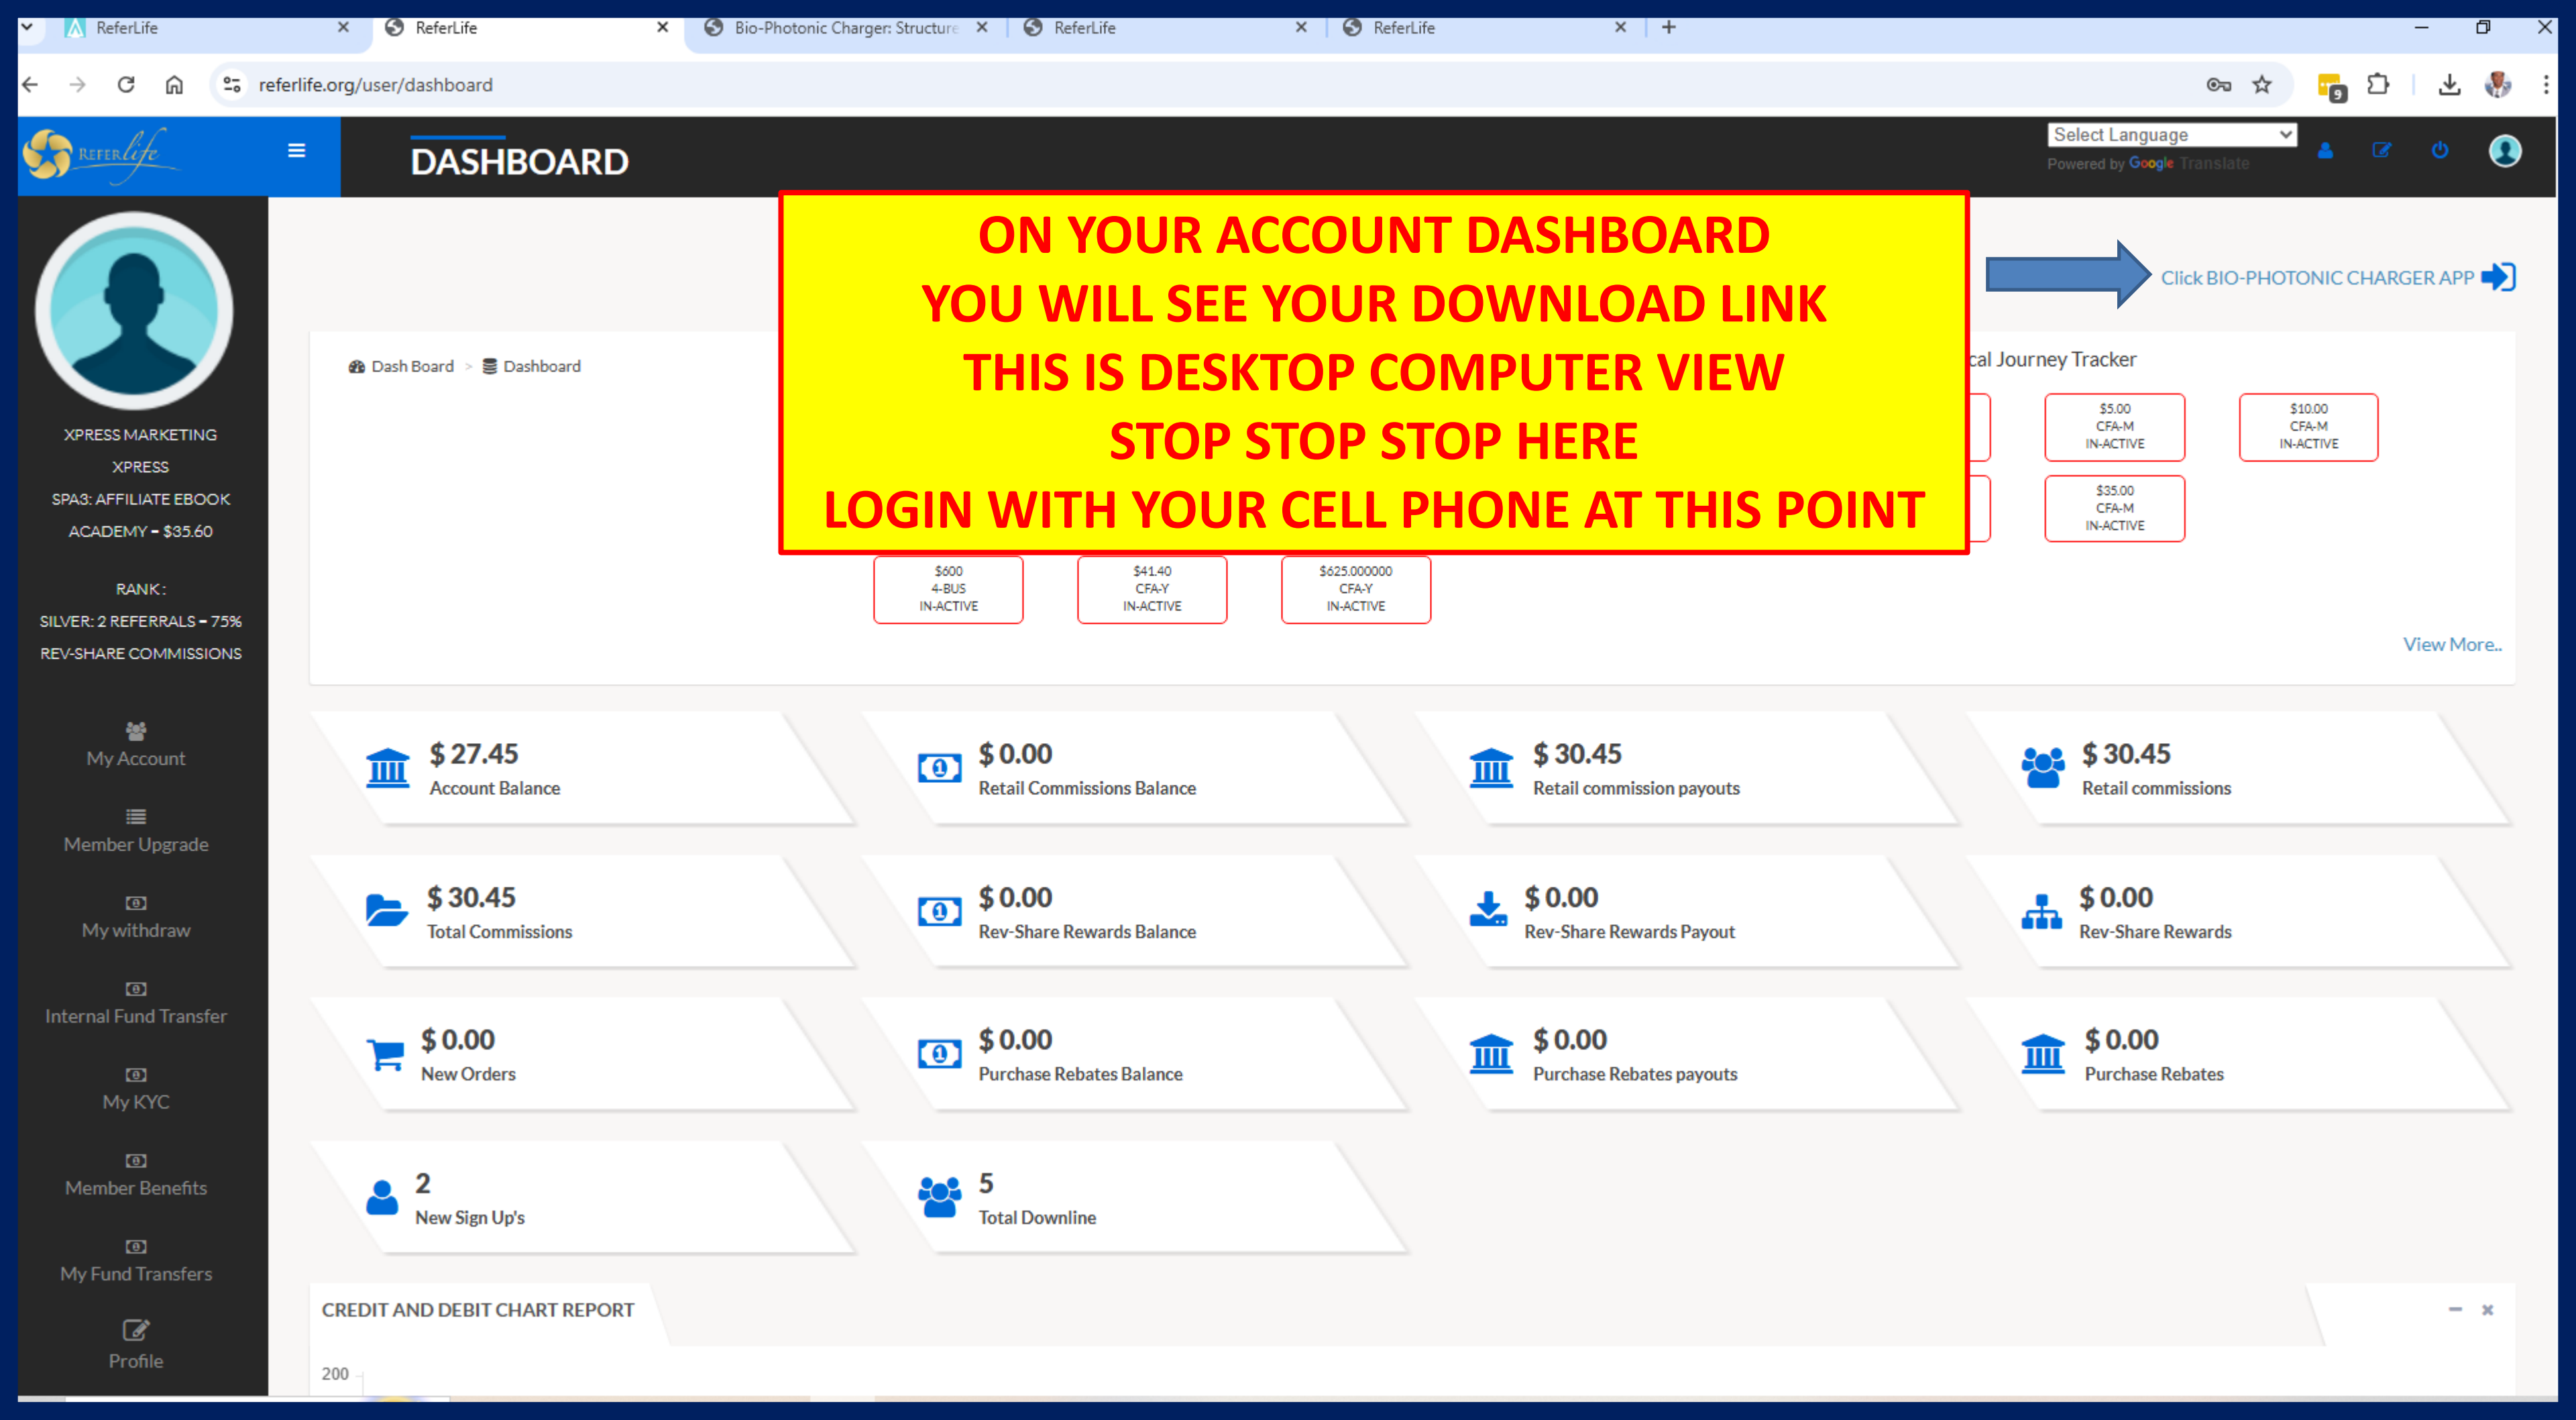 ReferLife
ReferLife
Bio-Photonic Charger: Structure
ReferLife
ReferLife
referlife.org/user/dashboard
9
REFERlife
DASHBOARD
Select Language
Powered by Google Translate
ON YOUR ACCOUNT DASHBOARD
YOU WILL SEE YOUR DOWNLOAD LINK
THIS IS DESKTOP COMPUTER VIEW
STOP STOP STOP HERE
LOGIN WITH YOUR CELL PHONE AT THIS POINT
Click BIO-PHOTONIC CHARGER APP
XPRESS MARKETING
XPRESS
SPA3: AFFILIATE EBOOK
ACADEMY - $35.60
RANK :
SILVER: 2 REFERRALS - 75%
REV-SHARE COMMISSIONS
My Account
Member Upgrade
My withdraw
Internal Fund Transfer
My KYC
Member Benefits
My Fund Transfers
Profile
Dash Board > Dashboard
cal Journey Tracker
$5.00
CFA-M
IN-ACTIVE
$10.00
CFA-M
IN-ACTIVE
$35.00
CFA-M
IN-ACTIVE
$600
4-BUS
IN-ACTIVE
$41.40
CFA-Y
IN-ACTIVE
$625.000000
CFA-Y
IN-ACTIVE
View More..
$ 27.45
Account Balance
$ 0.00
Retail Commissions Balance
$ 30.45
Retail commission payouts
$ 30.45
Retail commissions
$ 30.45
Total Commissions
$ 0.00
Rev-Share Rewards Balance
$ 0.00
Rev-Share Rewards Payout
$ 0.00
Rev-Share Rewards
$ 0.00
New Orders
$ 0.00
Purchase Rebates Balance
$ 0.00
Purchase Rebates payouts
$ 0.00
Purchase Rebates
2
New Sign Up's
5
Total Downline
CREDIT AND DEBIT CHART REPORT
200